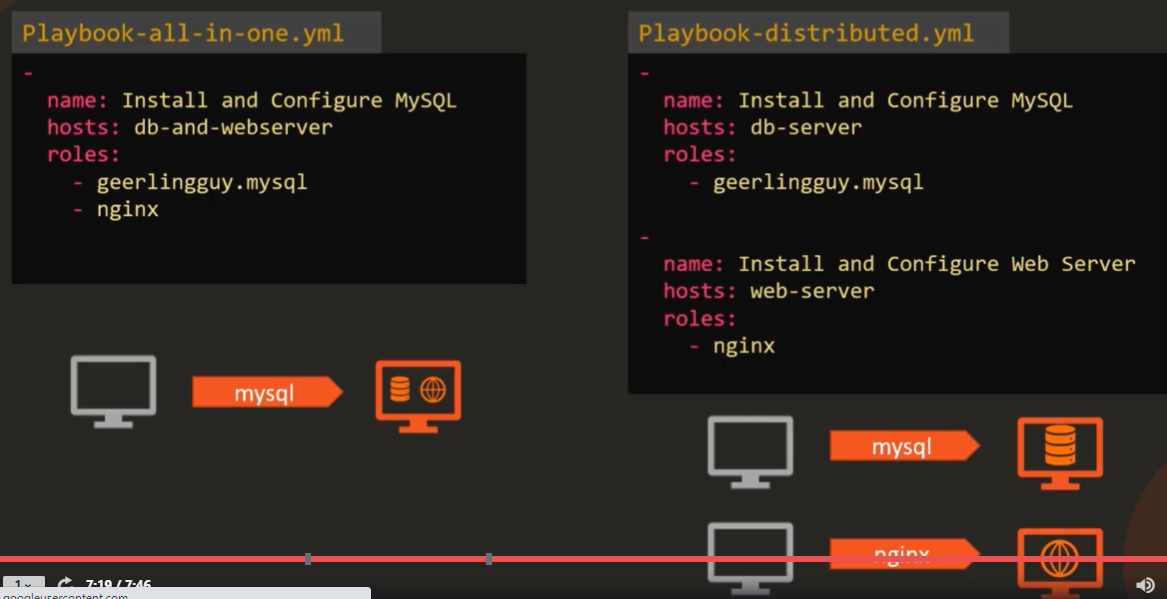 Playbook-all-in-one.yml
-
name: Install and Configure MySQL
hosts: db-and-webserver
roles:
- geerlingguy.mysql
- nginx
mysql
Playbook-distributed.yml
-
name: Install and Configure MySQL
hosts: db-server
roles:
- geerlingguy.mysql
-
name: Install and Configure Web Server
hosts: web-server
roles:
- nginx
mysql
nginx
7:19 / 7:46
googleusercontent.com